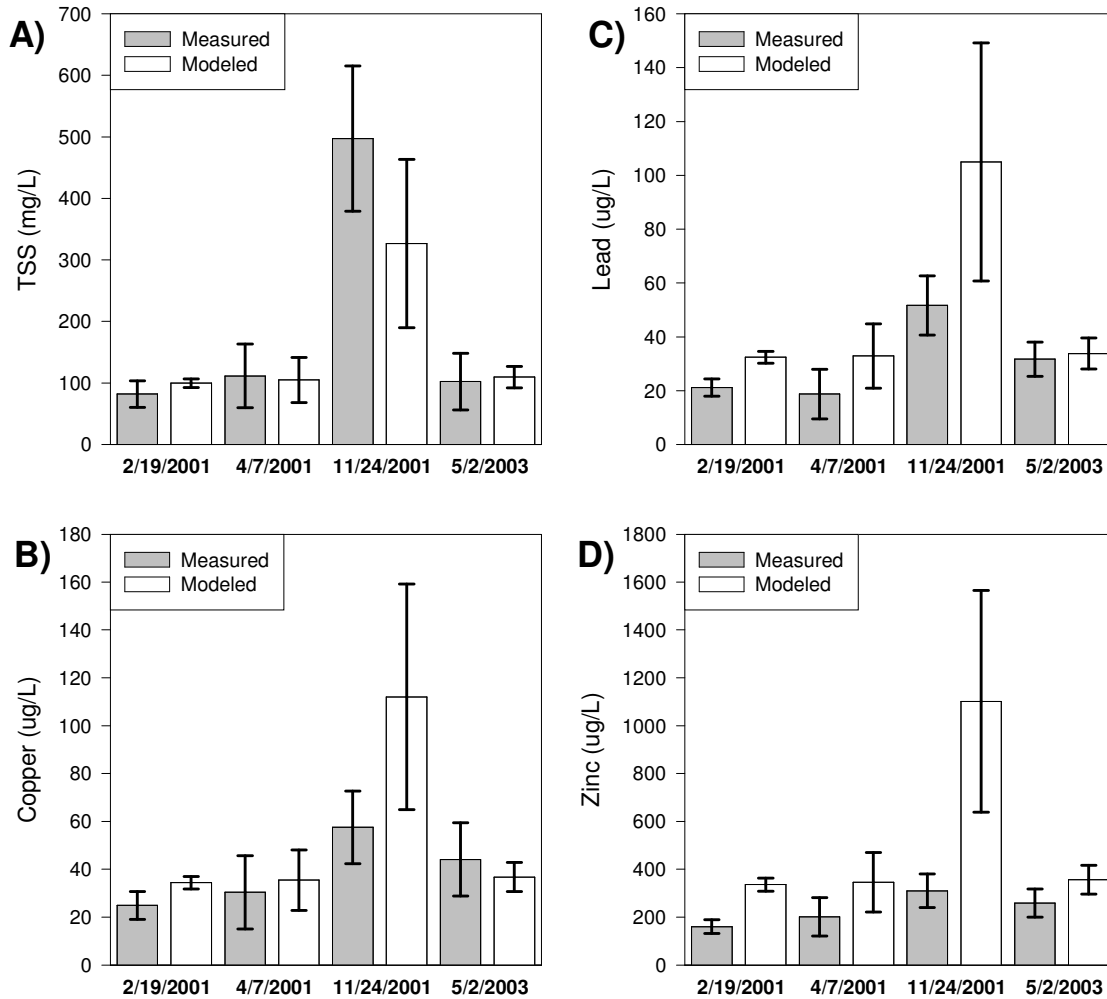 A)
TSS (mg/L)
700
600
500
400
300
200
100
0
Measured
Modeled
2/19/2001 4/7/2001 11/24/2001 5/2/2003
C)
Lead (ug/L)
160
140
120
100
80
60
40
20
0
Measured
Modeled
2/19/2001 4/7/2001 11/24/2001 5/2/2003
B)
Copper (ug/L)
180
160
140
120
100
80
60
40
20
0
Measured
Modeled
2/19/2001 4/7/2001 11/24/2001 5/2/2003
D)
Zinc (ug/L)
1800
1600
1400
1200
1000
800
600
400
200
0
Measured
Modeled
2/19/2001 4/7/2001 11/24/2001 5/2/2003